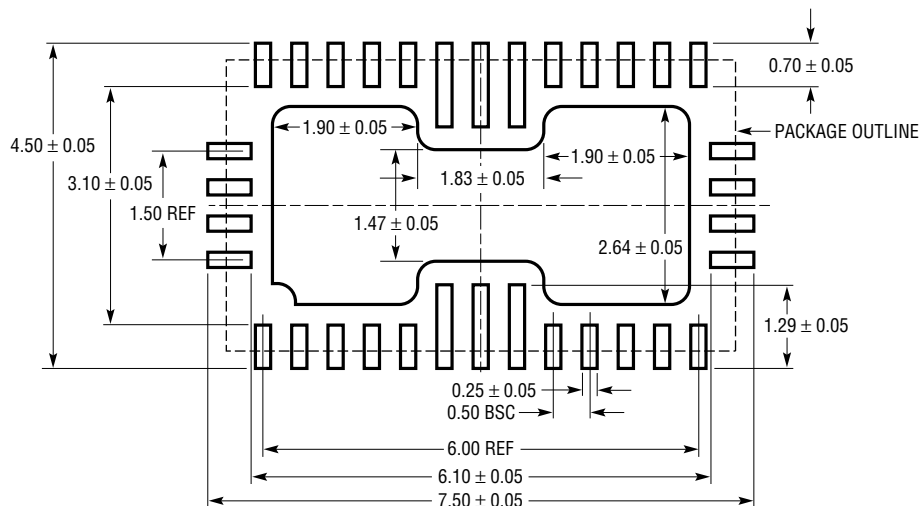 0.70 ± 0.05
1.90 ± 0.05
PACKAGE OUTLINE
4.50 ± 0.05
1.90 ± 0.05
3.10 ± 0.05
1.83 ± 0.05
1.50 REF
1.47 ± 0.05
2.64 ± 0.05
1.29 ± 0.05
0.25 ± 0.05
0.50 BSC
6.00 REF
6.10 ± 0.05
7.50 ± 0.05